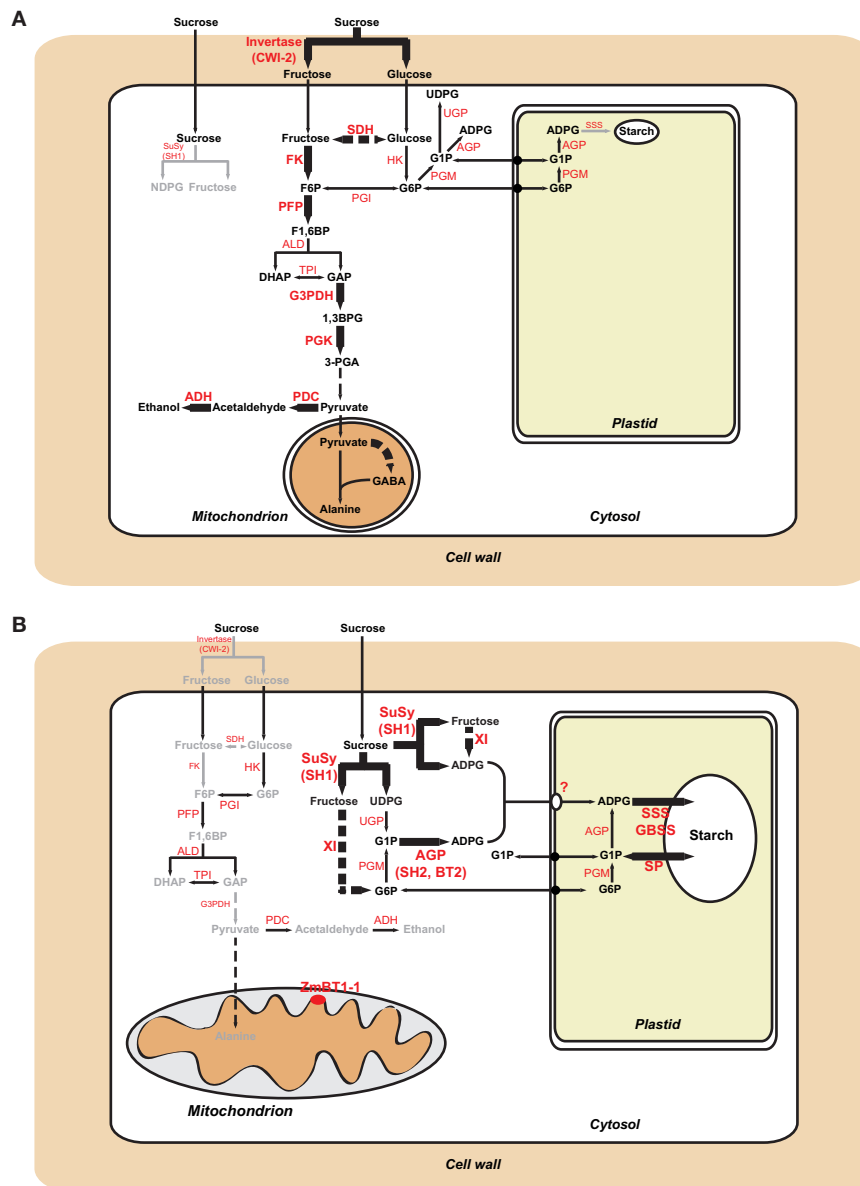 A
Sucrose
Sucrose
Invertase
(CWI-2)
Fructose
Glucose
UDPG
UGP
ADPG
ADPG
SSS
Starch
Sucrose
Fructose
SDH
Glucose
AGP
AGP
SuSy
(SH1)
FK
HK
G1P
G1P
PGM
PGM
NDPG
Fructose
F6P
PGI
G6P
G6P
PFP
F1,6BP
ALD
DHAP
TPI
GAP
G3PDH
1,3BPG
PGK
3-PGA
ADH
PDC
Ethanol
Acetaldehyde
Pyruvate
Plastid
Pyruvate
GABA
Alanine
Mitochondrion
Cytosol
Cell wall
B
Sucrose
Sucrose
Invertase
(CWI-2)
Fructose
Glucose
SuSy
(SH1)
Fructose
SDH
XI
Fructose
Glucose
Sucrose
SuSy
(SH1)
FK
HK
ADPG
?
F6P
PGI
G6P
Fructose
UDPG
ADPG
SSS
GBSS
PFP
UGP
F1,6BP
AGP
Starch
ALD
XI
G1P
ADPG
AGP
(SH2, BT2)
G1P
G1P
SP
DHAP
TPI
GAP
PGM
PGM
G6P
G6P
G3PDH
PDC
ADH
Pyruvate
Acetaldehyde
Ethanol
ZmBT1-1
Alanine
Plastid
Mitochondrion
Cytosol
Cell wall